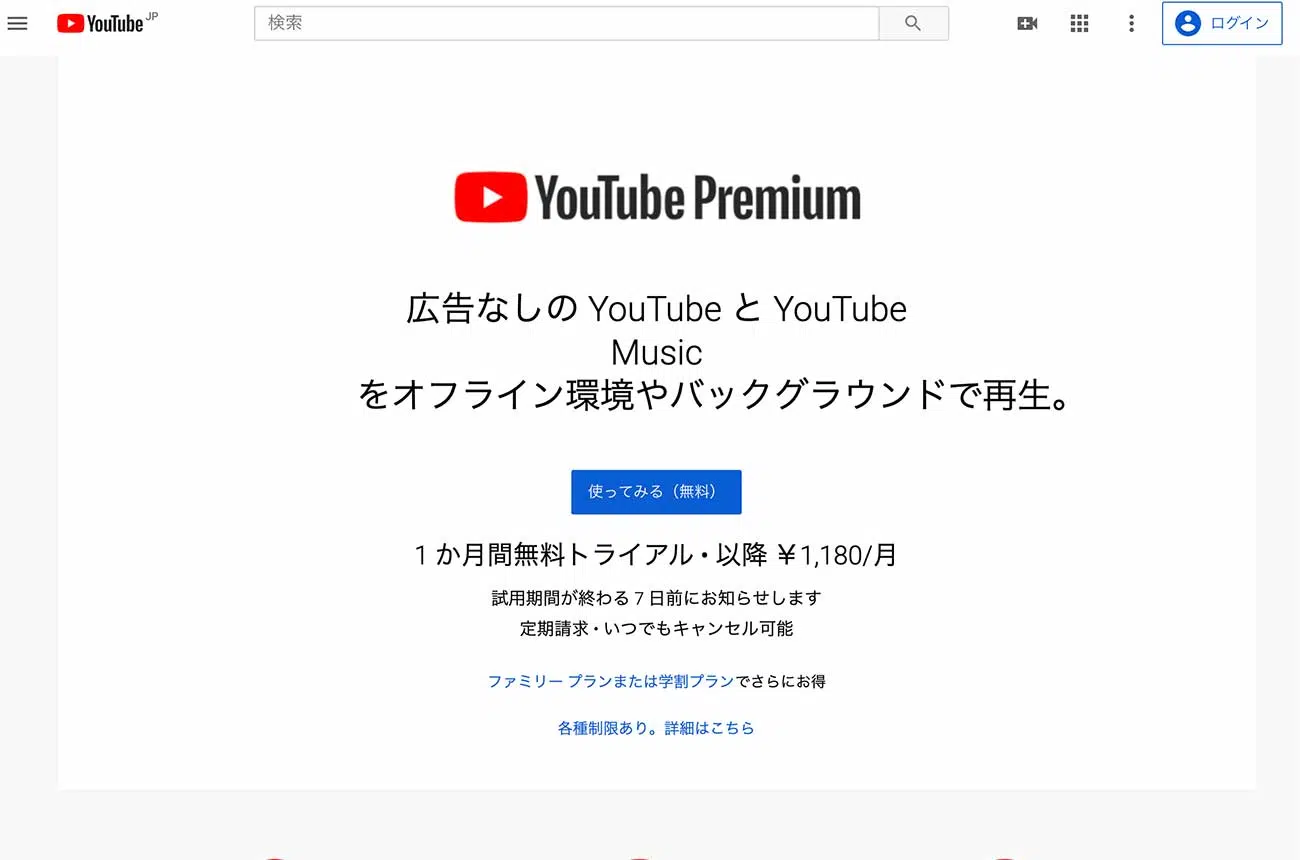 YouTube JP
検索
ログイン
YouTube Premium
広告なしの YouTube と YouTube
Music
をオフライン環境やバックグラウンドで再生。
使ってみる（無料）
1 か月間無料トライアル・以降 ￥1,180/月
試用期間が終わる 7 日前にお知らせします
定期請求・いつでもキャンセル可能
ファミリー プランまたは学割プランでさらにお得
各種制限あり。詳細はこちら